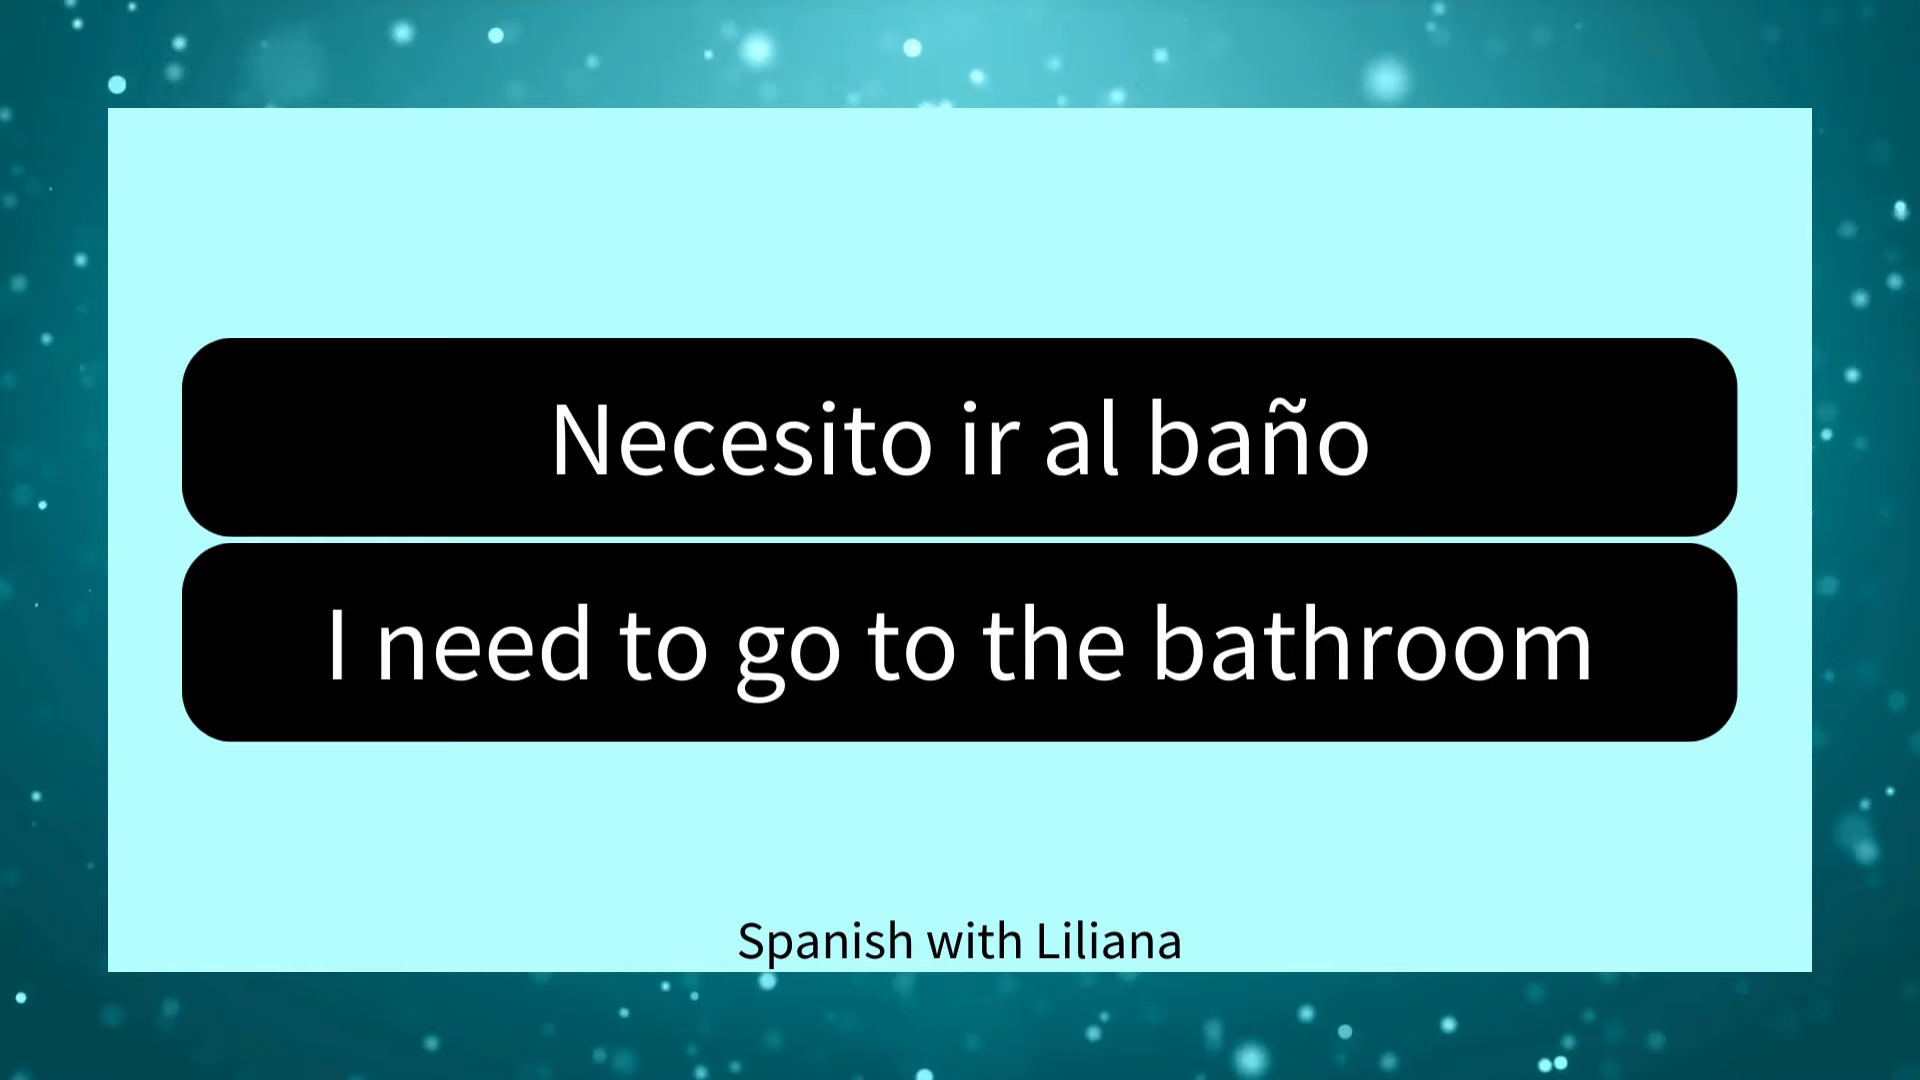 Necesito ir al baño
I need to go to the bathroom
Spanish with Liliana